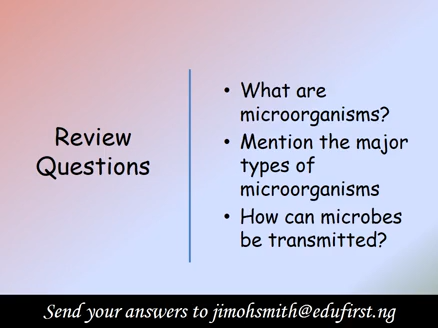 Review
Questions
• What are
microorganisms?
• Mention the major
types of
microorganisms
• How can microbes
be transmitted?
Send your answers to jimohsmith@edufirst.ng